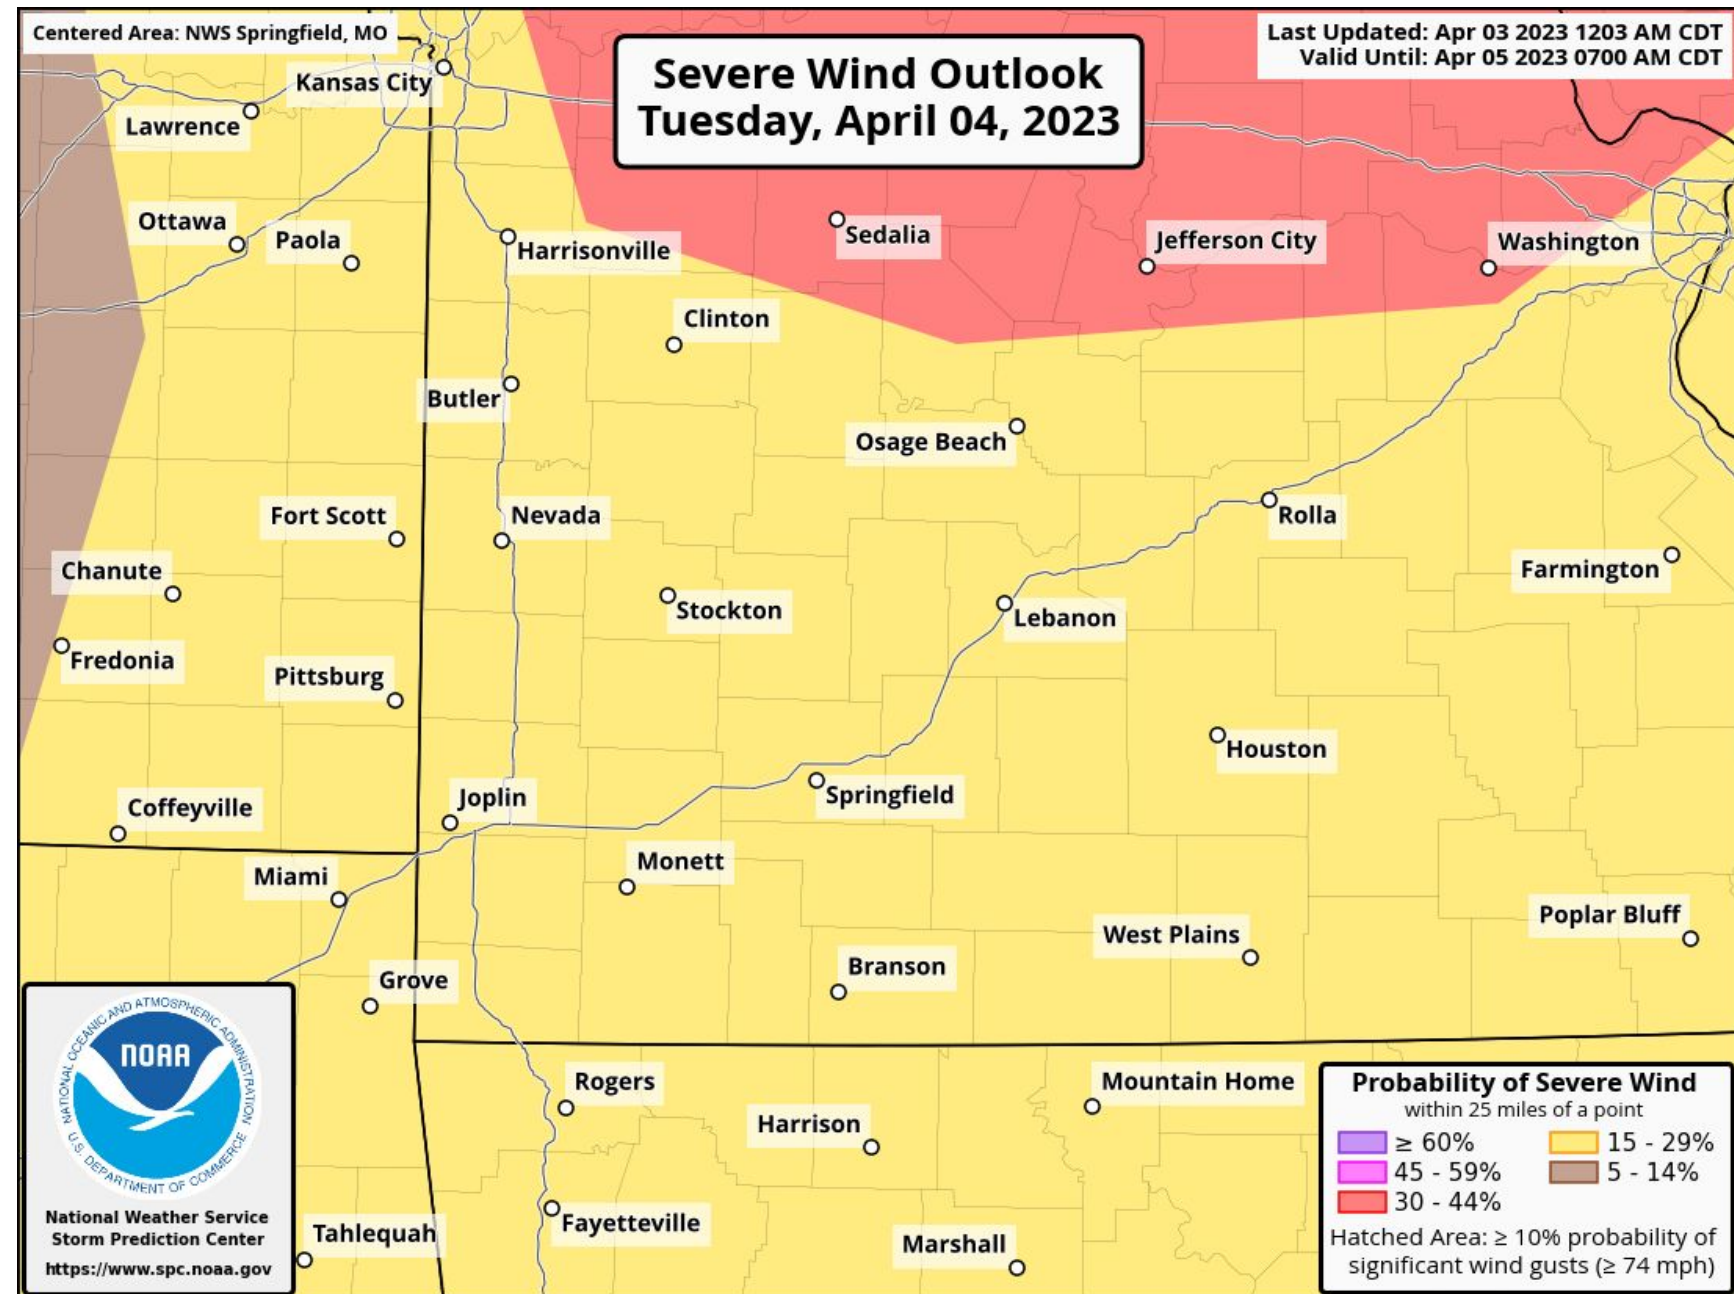 Centered Area: NWS Springfield, MO
Last Updated: Apr 03 2023 1203 AM CDT
Valid Until: Apr 05 2023 0700 AM CDT
Severe Wind Outlook
Tuesday, April 04, 2023
Kansas City
Lawrence
Ottawa
Paola
Harrisonville
Sedalia
Jefferson City
Washington
Clinton
Butler
Osage Beach
Fort Scott
Nevada
Rolla
Chanute
Farmington
Stockton
Lebanon
Fredonia
Pittsburg
Houston
Coffeyville
Joplin
Springfield
Miami
Monett
Poplar Bluff
West Plains
Grove
Branson
Rogers
Mountain Home
Harrison
Tahlequah
Fayetteville
Marshall
NATIONAL OCEANIC AND ATMOSPHERIC ADMINISTRATION
NOAA
U.S. DEPARTMENT OF COMMERCE
National Weather Service
Storm Prediction Center
https://www.spc.noaa.gov
Probability of Severe Wind
within 25 miles of a point
≥ 60%
15 - 29%
45 - 59%
5 - 14%
30 - 44%
Hatched Area: ≥ 10% probability of
significant wind gusts (≥ 74 mph)